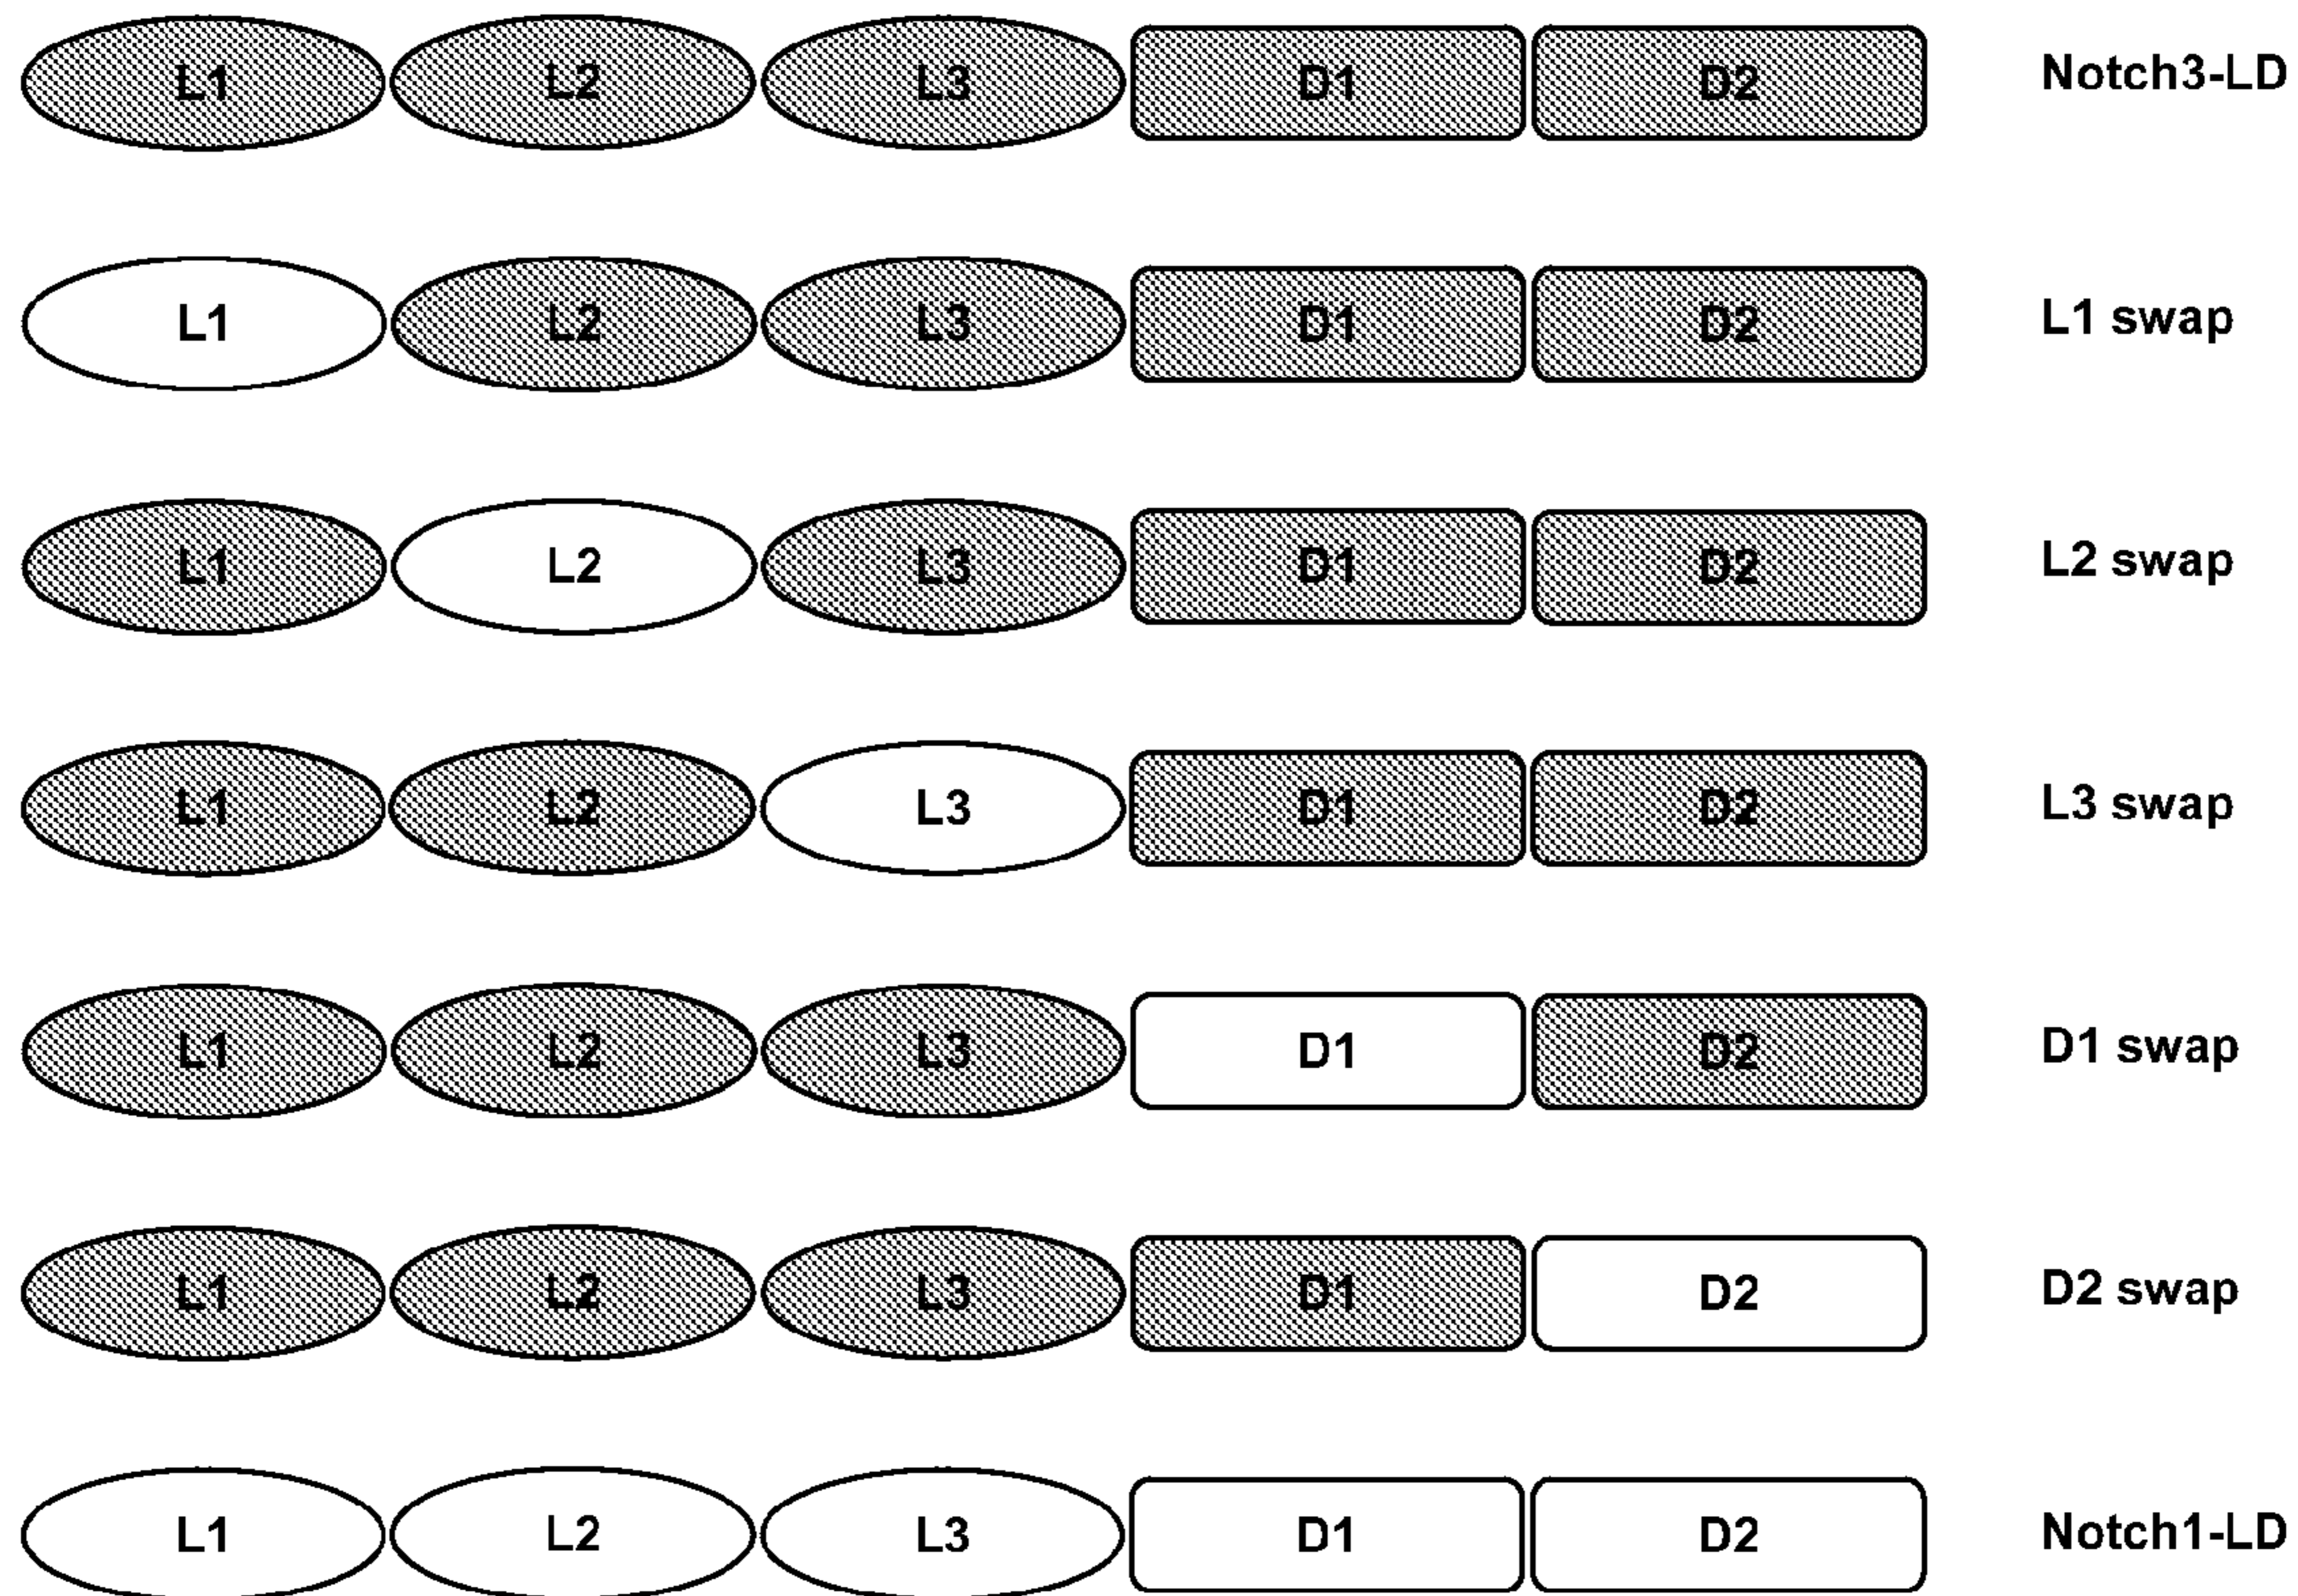 L1 L2 L3 D1 D2 Notch3-LD
L1 L2 L3 D1 D2 L1 swap
L1 L2 L3 D1 D2 L2 swap
L1 L2 L3 D1 D2 L3 swap
L1 L2 L3 D1 D2 D1 swap
L1 L2 L3 D1 D2 D2 swap
L1 L2 L3 D1 D2 Notch1-LD